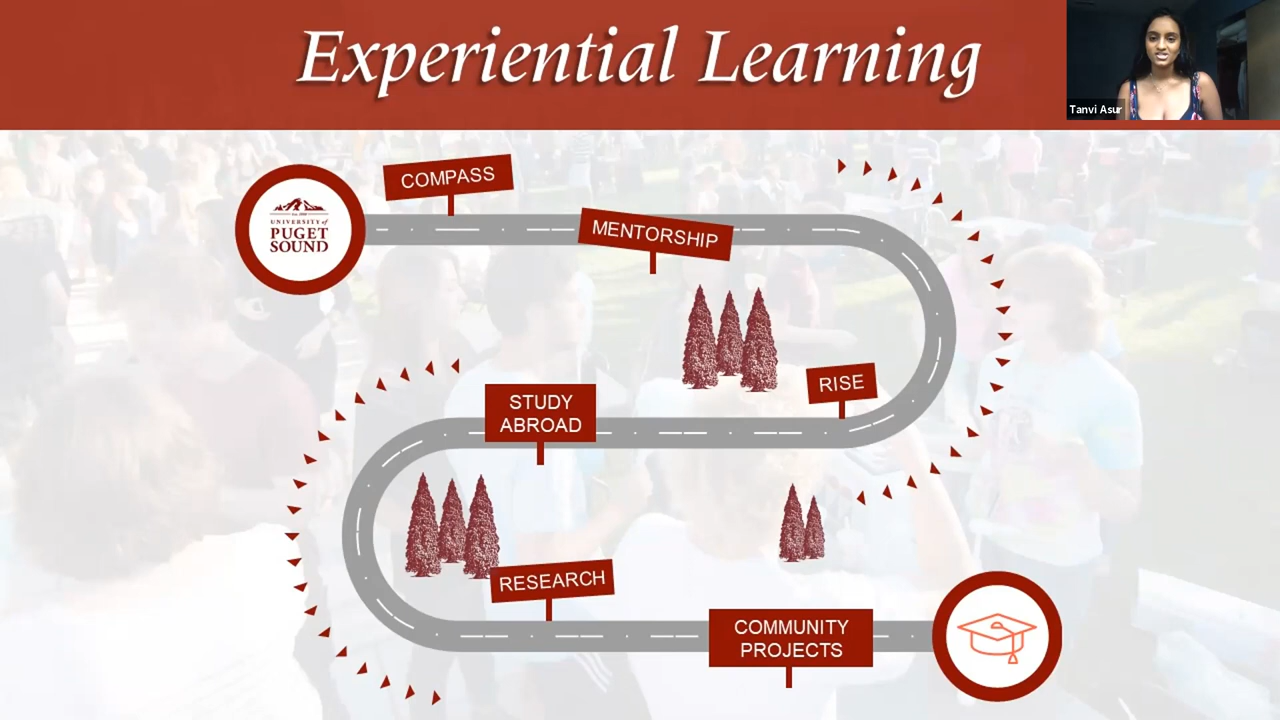 Experiential Learning
Tanvi Asur
COMPASS
MENTORSHIP
UNIVERSITY of
PUGET
SOUND
RISE
STUDY
ABROAD
RESEARCH
COMMUNITY
PROJECTS